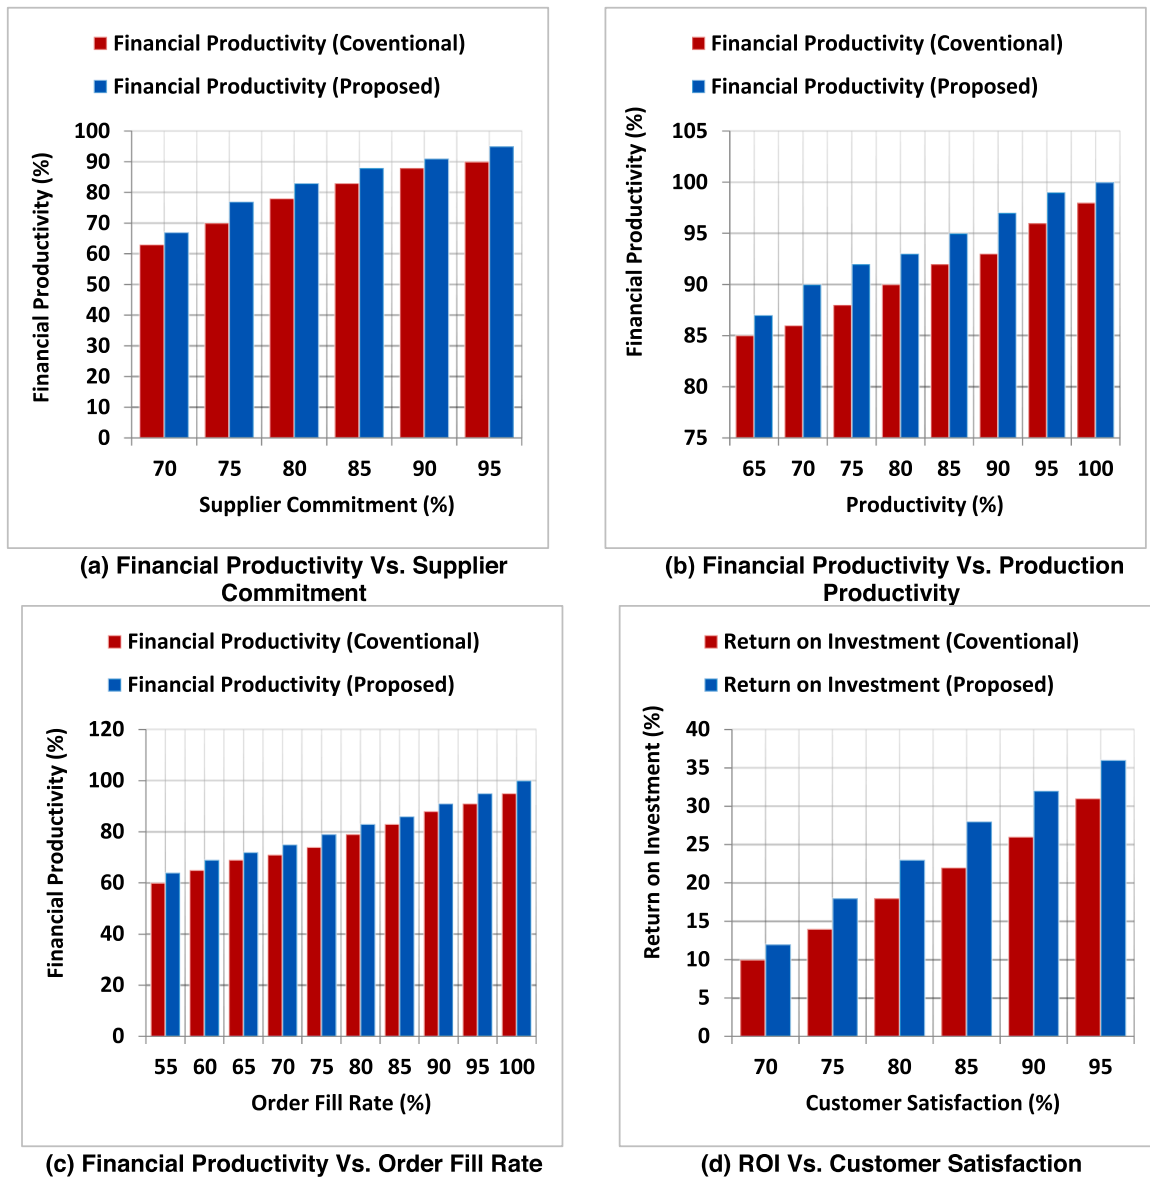 Financial Productivity (Coventional)
Financial Productivity (Proposed)
Financial Productivity (%)
100
90
80
70
60
50
40
30
20
10
0
70 75 80 85 90 95
Supplier Commitment (%)
(a) Financial Productivity Vs. Supplier
Commitment
Financial Productivity (Coventional)
Financial Productivity (Proposed)
Financial Productivity (%)
105
100
95
90
85
80
75
65 70 75 80 85 90 95 100
Productivity (%)
(b) Financial Productivity Vs. Production
Productivity
Financial Productivity (Coventional)
Financial Productivity (Proposed)
Financial Productivity (%)
120
100
80
60
40
20
0
55 60 65 70 75 80 85 90 95 100
Order Fill Rate (%)
(c) Financial Productivity Vs. Order Fill Rate
Return on Investment (Coventional)
Return on Investment (Proposed)
Return on Investment (%)
40
35
30
25
20
15
10
5
0
70 75 80 85 90 95
Customer Satisfaction (%)
(d) ROI Vs. Customer Satisfaction